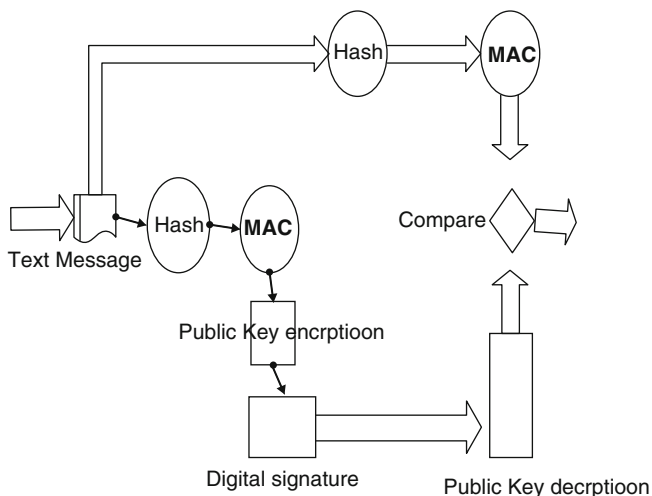 Hash
MAC
Hash
MAC
Compare
Text Message
Public Key encrptioon
Digital signature
Public Key decrptioon